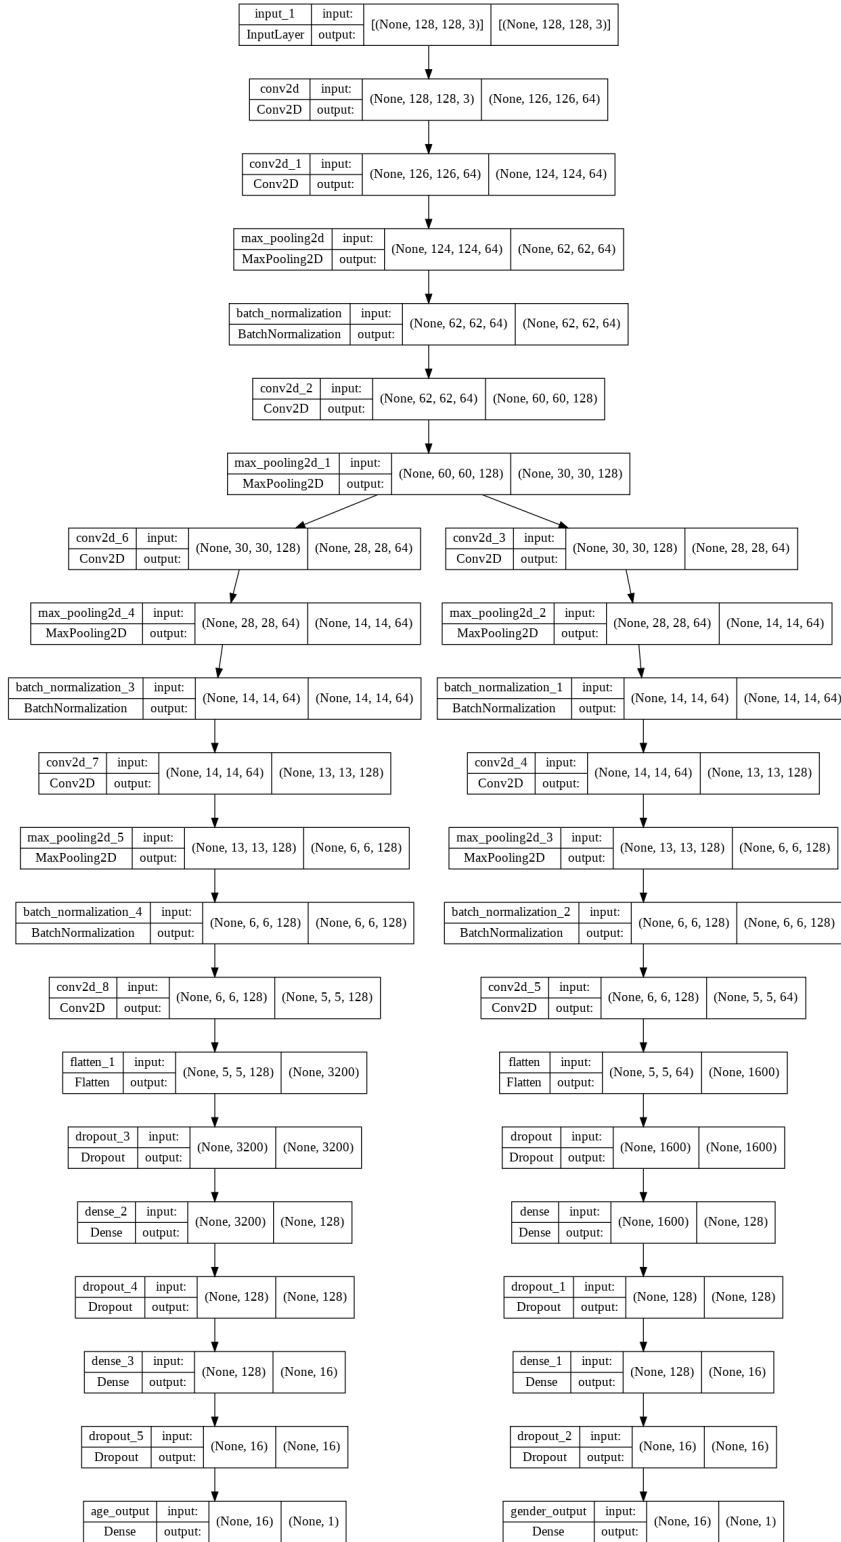 input_1 input: [(None, 128, 128, 3)] [(None, 128, 128, 3)]
InputLayer output:
conv2d input: (None, 128, 128, 3) (None, 126, 126, 64)
Conv2D output:
conv2d_1 input: (None, 126, 126, 64) (None, 124, 124, 64)
Conv2D output:
max_pooling2d input: (None, 124, 124, 64) (None, 62, 62, 64)
MaxPooling2D output:
batch_normalization input: (None, 62, 62, 64) (None, 62, 62, 64)
BatchNormalization output:
conv2d_2 input: (None, 62, 62, 64) (None, 60, 60, 128)
Conv2D output:
max_pooling2d_1 input: (None, 60, 60, 128) (None, 30, 30, 128)
MaxPooling2D output:
conv2d_6 input: (None, 30, 30, 128) (None, 28, 28, 64)
Conv2D output:
conv2d_3 input: (None, 30, 30, 128) (None, 28, 28, 64)
Conv2D output:
max_pooling2d_4 input: (None, 28, 28, 64) (None, 14, 14, 64)
MaxPooling2D output:
max_pooling2d_2 input: (None, 28, 28, 64) (None, 14, 14, 64)
MaxPooling2D output:
batch_normalization_3 input: (None, 14, 14, 64) (None, 14, 14, 64)
BatchNormalization output:
batch_normalization_1 input: (None, 14, 14, 64) (None, 14, 14, 64)
BatchNormalization output:
conv2d_7 input: (None, 14, 14, 64) (None, 13, 13, 128)
Conv2D output:
conv2d_4 input: (None, 14, 14, 64) (None, 13, 13, 128)
Conv2D output:
max_pooling2d_5 input: (None, 13, 13, 128) (None, 6, 6, 128)
MaxPooling2D output:
max_pooling2d_3 input: (None, 13, 13, 128) (None, 6, 6, 128)
MaxPooling2D output:
batch_normalization_4 input: (None, 6, 6, 128) (None, 6, 6, 128)
BatchNormalization output:
batch_normalization_2 input: (None, 6, 6, 128) (None, 6, 6, 128)
BatchNormalization output:
conv2d_8 input: (None, 6, 6, 128) (None, 5, 5, 128)
Conv2D output:
conv2d_5 input: (None, 6, 6, 128) (None, 5, 5, 64)
Conv2D output:
flatten_1 input: (None, 5, 5, 128) (None, 3200)
Flatten output:
flatten input: (None, 5, 5, 64) (None, 1600)
Flatten output:
dropout_3 input: (None, 3200) (None, 3200)
Dropout output:
dropout input: (None, 1600) (None, 1600)
Dropout output:
dense_2 input: (None, 3200) (None, 128)
Dense output:
dense input: (None, 1600) (None, 128)
Dense output:
dropout_4 input: (None, 128) (None, 128)
Dropout output:
dropout_1 input: (None, 128) (None, 128)
Dropout output:
dense_3 input: (None, 128) (None, 16)
Dense output:
dense_1 input: (None, 128) (None, 16)
Dense output:
dropout_5 input: (None, 16) (None, 16)
Dropout output:
dropout_2 input: (None, 16) (None, 16)
Dropout output:
age_output input: (None, 16) (None, 1)
Dense output:
gender_output input: (None, 16) (None, 1)
Dense output: